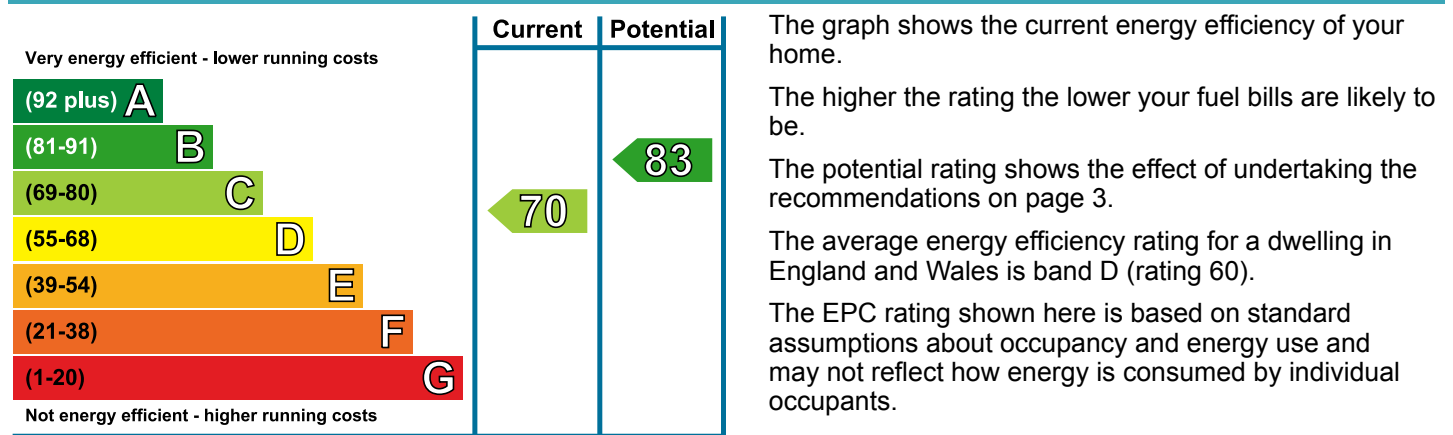 Current Potential
Very energy efficient - lower running costs
(92 plus) A
(81-91) B
(69-80) C
(55-68) D
(39-54) E
(21-38) F
(1-20) G
Not energy efficient - higher running costs
70
83
The graph shows the current energy efficiency of your
home.
The higher the rating the lower your fuel bills are likely to
be.
The potential rating shows the effect of undertaking the
recommendations on page 3.
The average energy efficiency rating for a dwelling in
England and Wales is band D (rating 60).
The EPC rating shown here is based on standard
assumptions about occupancy and energy use and
may not reflect how energy is consumed by individual
occupants.